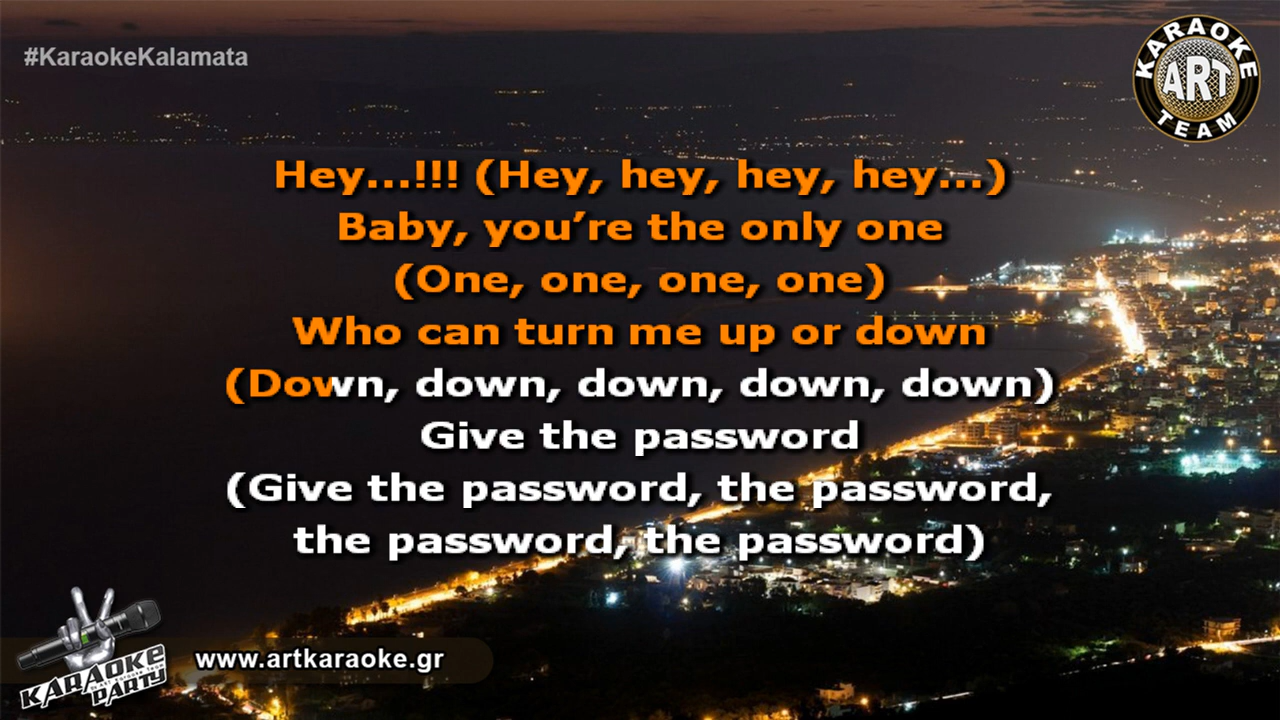 #KaraokeKalamata
KARAOKE
ART
TEAM
Hey...!!! (Hey, hey, hey, hey...)
Baby, you’re the only one
(One, one, one, one)
Who can turn me up or down
(Down, down, down, down, down)
Give the password
(Give the password, the password,
the password, the password)
KARAOKE
PARTY
www.artkaraoke.gr